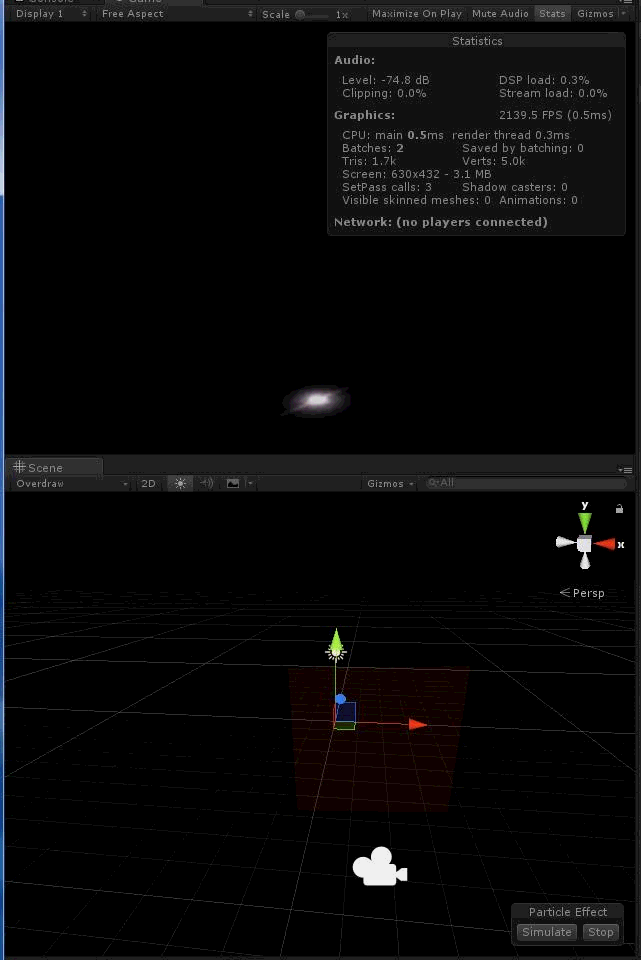 Console Game
Display 1 Free Aspect Scale 1x Maximize On Play Mute Audio Stats Gizmos
Statistics
Audio:
Level: -74.8 dB DSP load: 0.3%
Clipping: 0.0% Stream load: 0.0%
Graphics: 2139.5 FPS (0.5ms)
CPU: main 0.5ms render thread 0.3ms
Batches: 2 Saved by batching: 0
Tris: 1.7k Verts: 5.0k
Screen: 630x432 - 3.1 MB
SetPass calls: 3 Shadow casters: 0
Visible skinned meshes: 0 Animations: 0
Network: (no players connected)
Scene
Overdraw 2D Gizmos All
y
x
Persp
Particle Effect
Simulate Stop